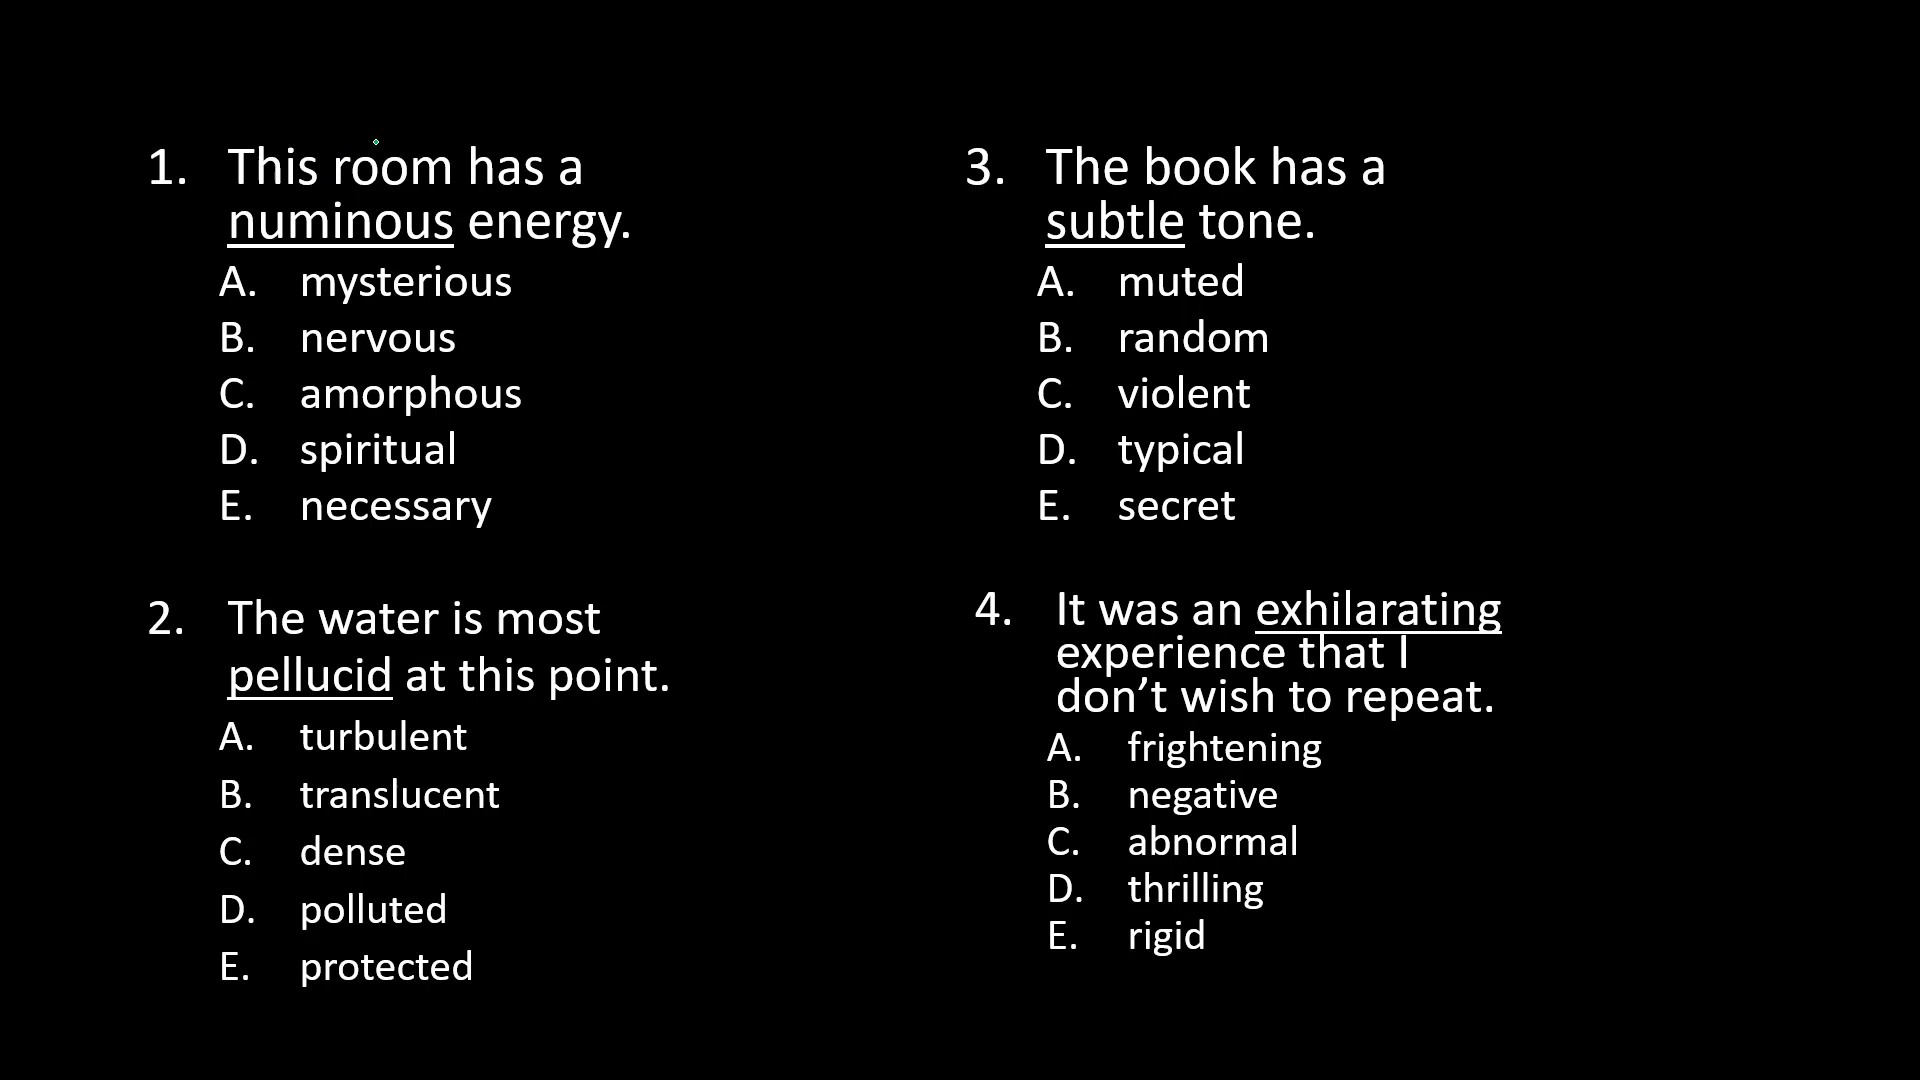 1. This room has a
numinous energy.
A. mysterious
B. nervous
C. amorphous
D. spiritual
E. necessary
2. The water is most
pellucid at this point.
A. turbulent
B. translucent
C. dense
D. polluted
E. protected
3. The book has a
subtle tone.
A. muted
B. random
C. violent
D. typical
E. secret
4. It was an exhilarating
experience that I
don’t wish to repeat.
A. frightening
B. negative
C. abnormal
D. thrilling
E. rigid